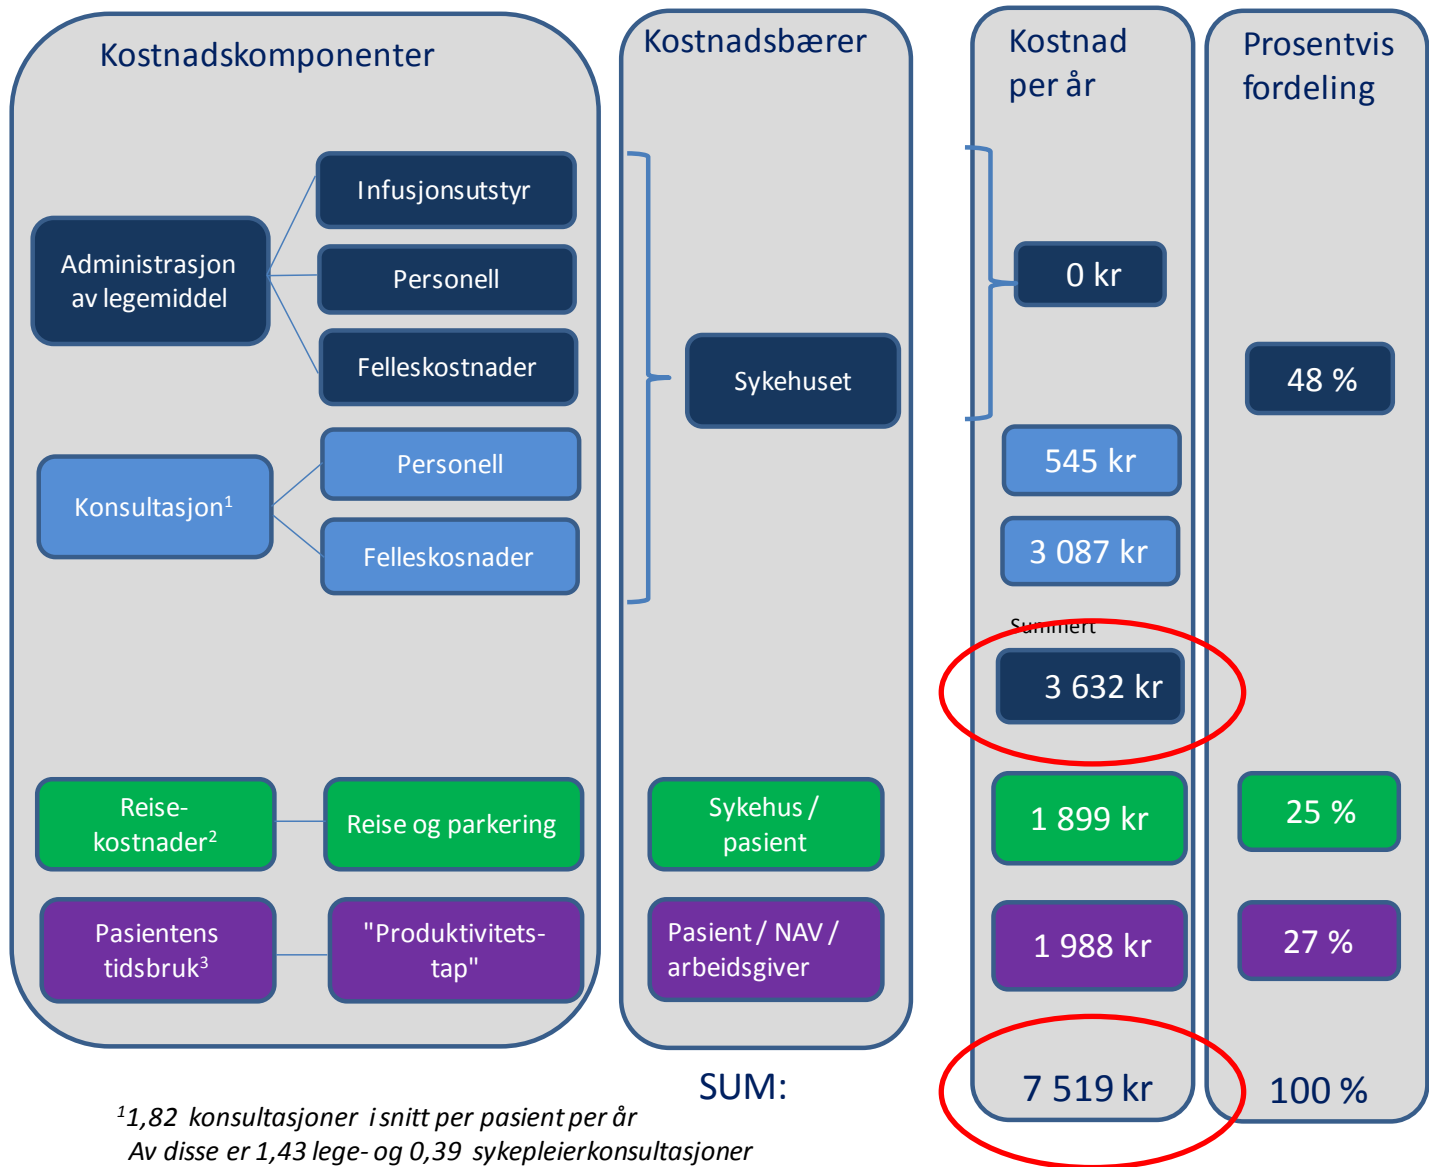 Kostnadskomponenter
Kostnadsbærer
Kostnad
per år
Prosentvis
fordeling
Administrasjon
av legemiddel
Infusjonsutstyr
Personell
Felleskostnader
Sykehuset
0 kr
48 %
Konsultasjon¹
Personell
Felleskosnader
545 kr
3 087 kr
Summert
3 632 kr
Reise-
kostnader²
Reise og parkering
Sykehus /
pasient
1 899 kr
25 %
Pasientens
tidsbruk³
"Produktivitets-
tap"
Pasient / NAV /
arbeidsgiver
1 988 kr
27 %
SUM:
7 519 kr
100 %
¹1,82 konsultasjoner i snitt per pasient per år
Av disse er 1,43 lege- og 0,39 sykepleierkonsultasjoner